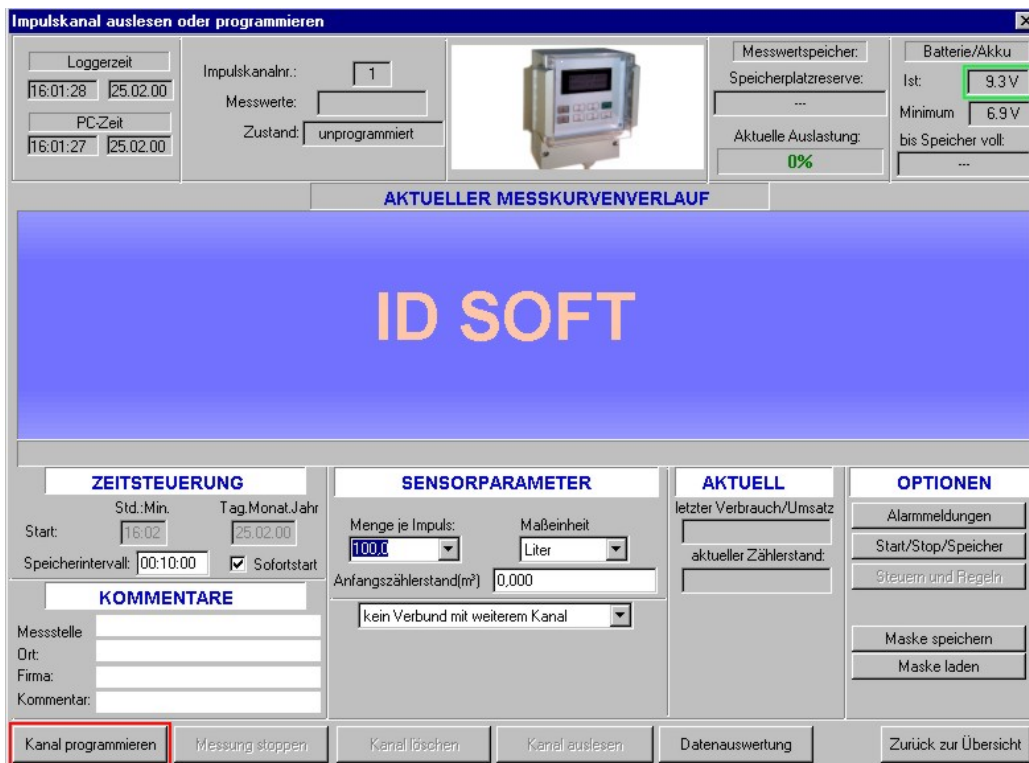 Impulskanal auslesen oder programmieren
Loggerzeit
16:01:28 25.02.00
PC-Zeit
16:01:27 25.02.00
Impulskanalnr.: 1
Messwerte:
Zustand: unprogrammiert
Messwertspeicher:
Speicherplatzreserve:
---
Aktuelle Auslastung:
0%
Batterie/Akku
Ist: 9.3 V
Minimum 6.9 V
bis Speicher voll:
---
AKTUELLER MESSKURVENVERLAUF
ID SOFT
ZEITSTEUERUNG
Std.:Min. Tag.Monat.Jahr
Start: 16:02 25.02.00
Speicherintervall: 00:10:00 Sofortstart
KOMMENTARE
Messstelle
Ort:
Firma:
Kommentar:
SENSORPARAMETER
Menge je Impuls: Maßeinheit
100,0 Liter
Anfangszählerstand(m³) 0,000
kein Verbund mit weiterem Kanal
AKTUELL
letzter Verbrauch/Umsatz
aktueller Zählerstand:
OPTIONEN
Alarmmeldungen
Start/Stop/Speicher
Steuern und Regeln
Maske speichern
Maske laden
Kanal programmieren Messung stoppen Kanal löschen Kanal auslesen Datenauswertung Zurück zur Übersicht